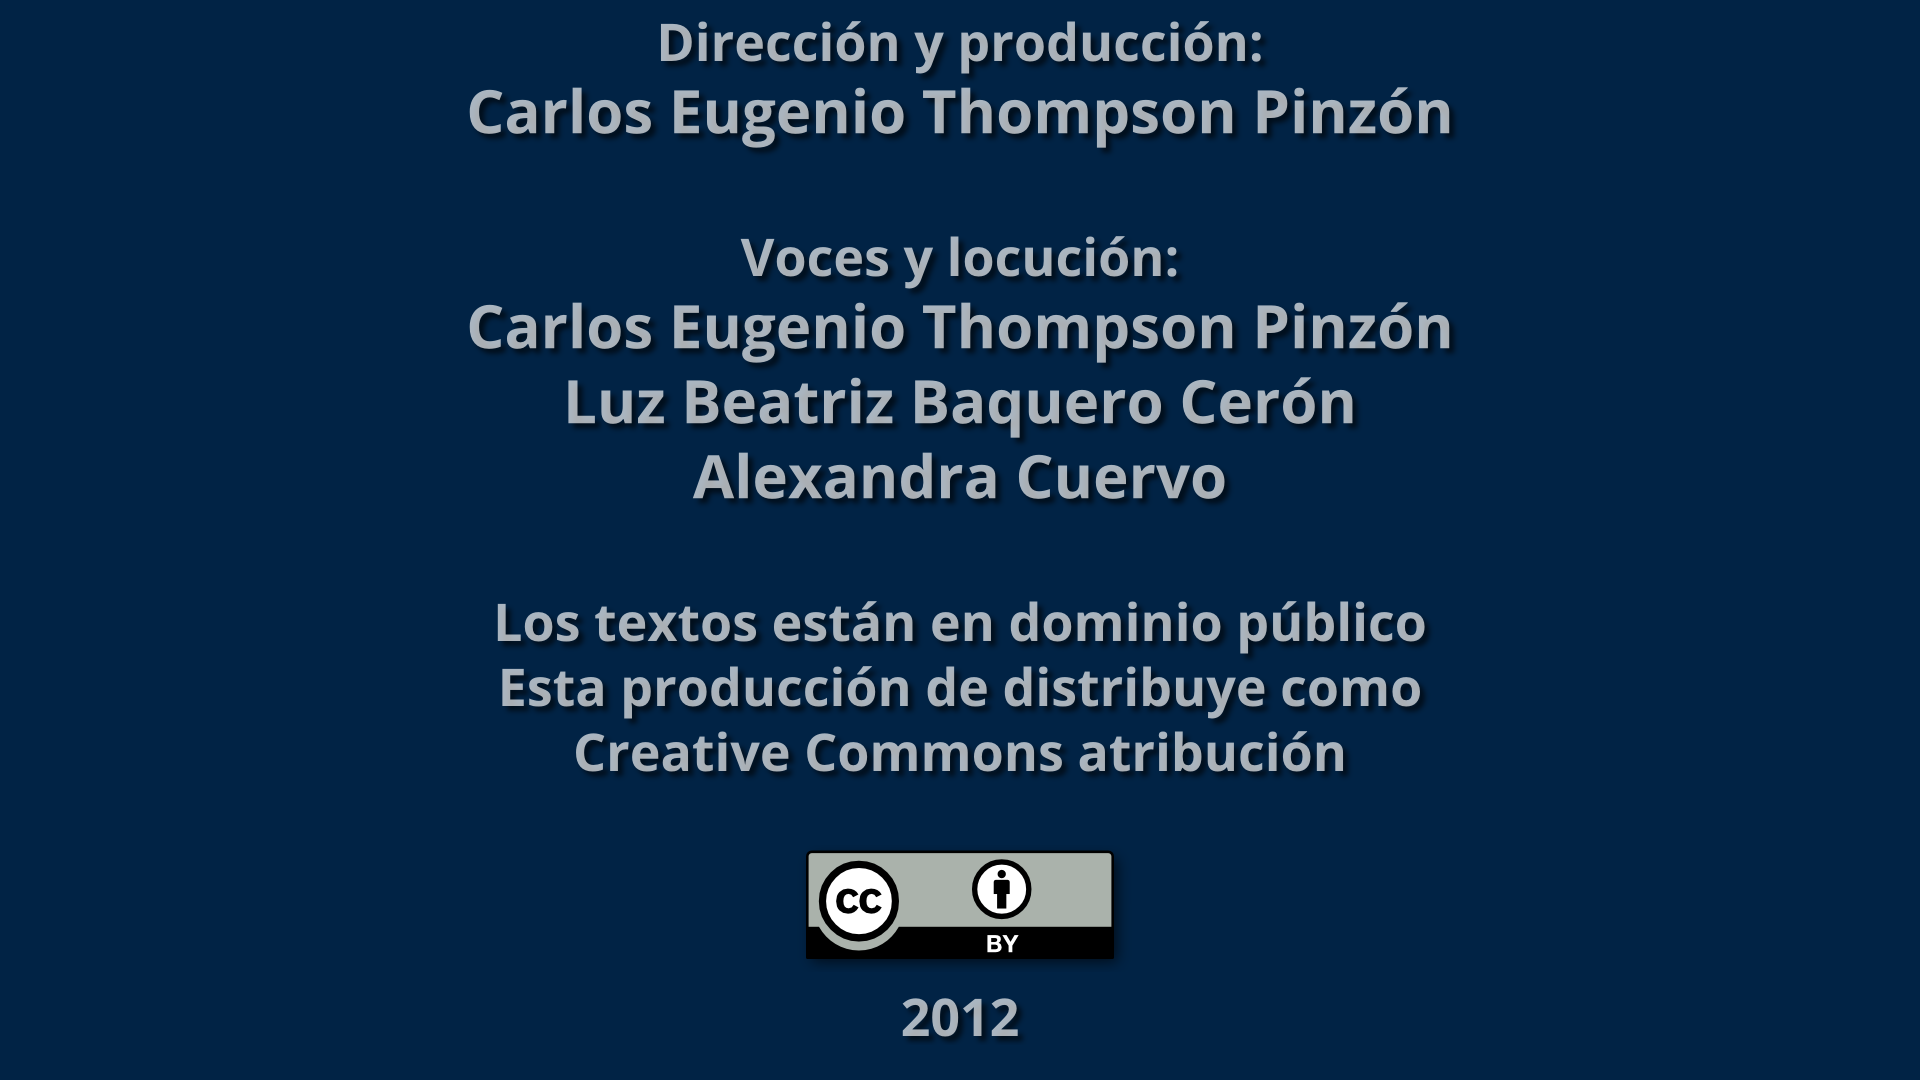 Dirección y producción:
Carlos Eugenio Thompson Pinzón
Voces y locución:
Carlos Eugenio Thompson Pinzón
Luz Beatriz Baquero Cerón
Alexandra Cuervo
Los textos están en dominio público
Esta producción de distribuye como
Creative Commons atribución
CC
BY
2012